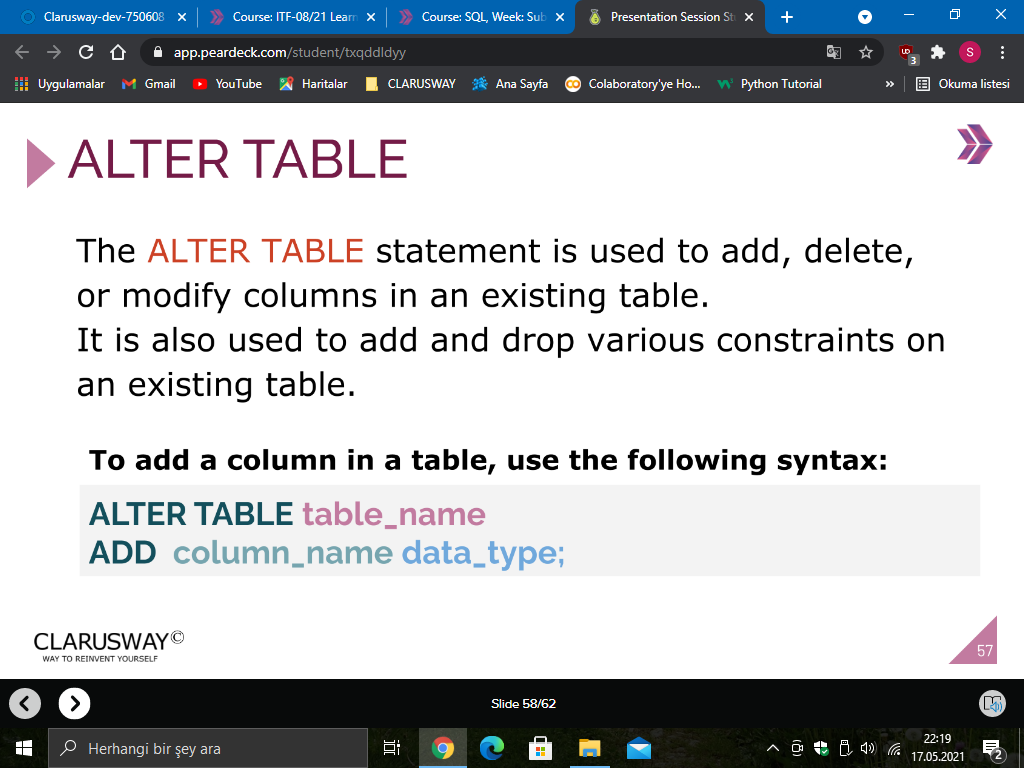 Clarusway-dev-750608
Course: ITF-08/21 Learn
Course: SQL, Week: Sub
Presentation Session St
app.peardeck.com/student/txqddldyy
S
3
Uygulamalar
Gmail
YouTube
Haritalar
CLARUSWAY
Ana Sayfa
Colaboratory'ye Ho...
Python Tutorial
»
Okuma listesi
ALTER TABLE
The ALTER TABLE statement is used to add, delete,
or modify columns in an existing table.
It is also used to add and drop various constraints on
an existing table.
To add a column in a table, use the following syntax:
ALTER TABLE table_name
ADD column_name data_type;
CLARUSWAY©
WAY TO REINVENT YOURSELF
57
Slide 58/62
Herhangi bir şey ara
22:19
17.05.2021
2